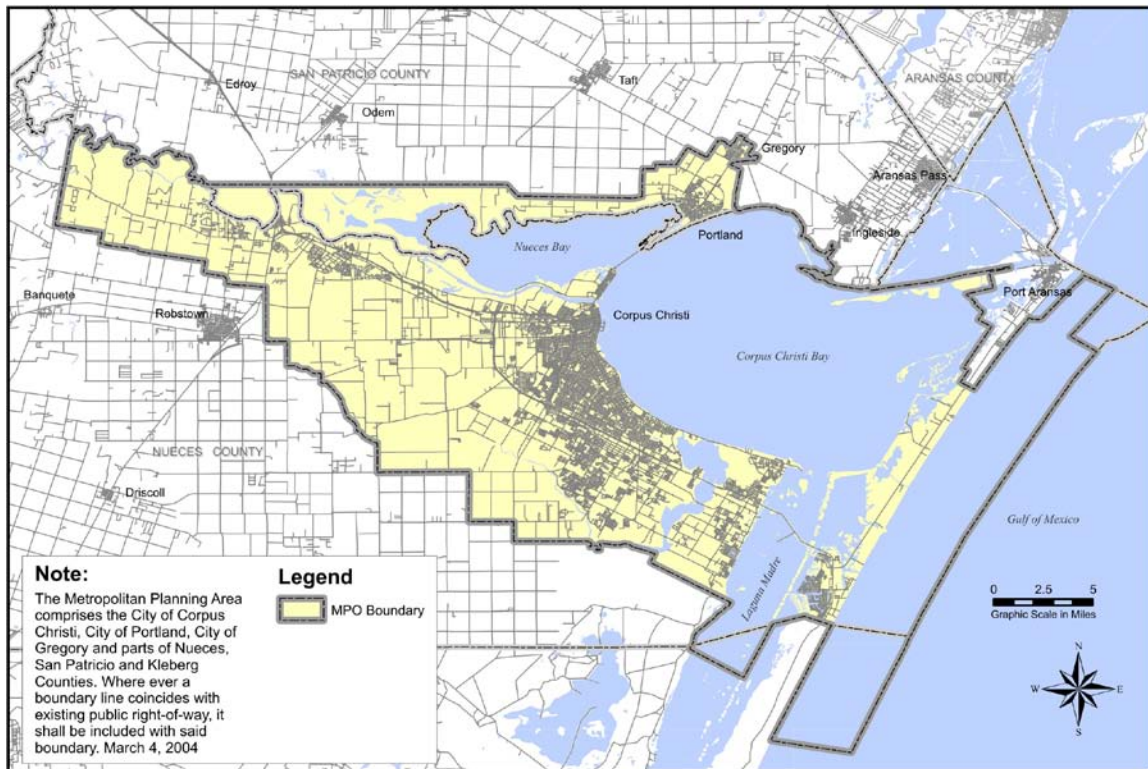 SAN PATRICIO COUNTY
ARANSAS COUNTY
Edroy
Taft
Odem
Gregory
Aransas Pass
Ingleside
Portland
Nueces Bay
Port Aransas
Banquete
Robstown
Corpus Christi
Corpus Christi Bay
NUECES COUNTY
Driscoll
Gulf of Mexico
Laguna Madre
Note:
The Metropolitan Planning Area
comprises the City of Corpus
Christi, City of Portland, City of
Gregory and parts of Nueces,
San Patricio and Kleberg
Counties. Where ever a
boundary line coincides with
existing public right-of-way, it
shall be included with said
boundary. March 4, 2004
Legend
MPO Boundary
0 2.5 5
Graphic Scale in Miles
N
W E
S